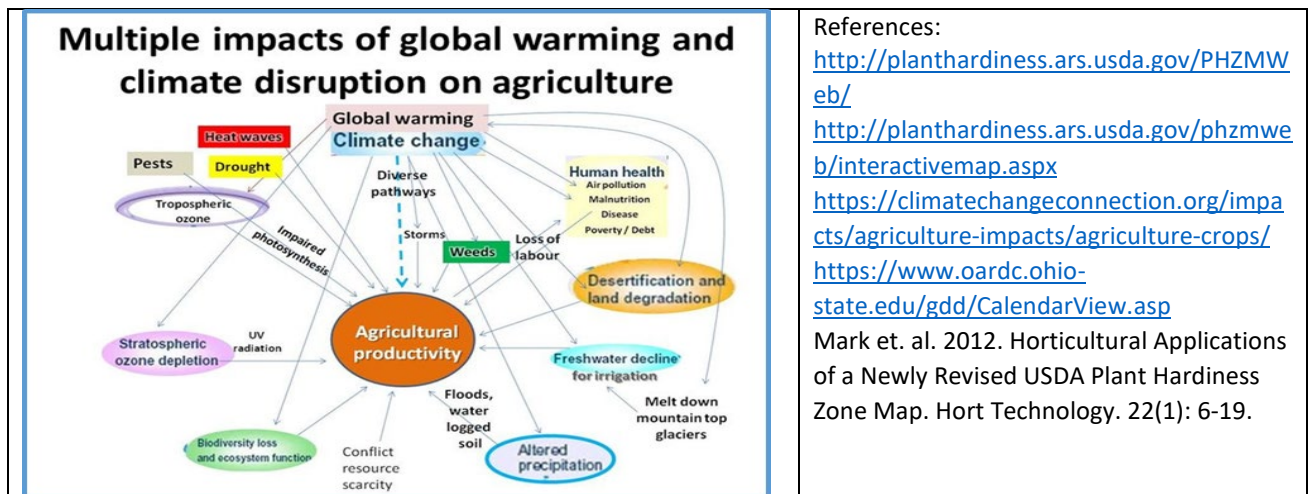 Multiple impacts of global warming and
climate disruption on agriculture
Global warming
Climate change
Heat waves
Drought
Pests
Tropospheric
ozone
Diverse
pathways
Human health
Air pollution
Malnutrition
Disease
Poverty / Debt
Impaired
photosynthesis
Storms
Weeds
Loss of
labour
Desertification and
land degradation
Agricultural
productivity
Stratospheric
ozone depletion
UV
radiation
Freshwater decline
for irrigation
Floods,
water
logged
soil
Melt down
mountain top
glaciers
Biodiversity loss
and ecosystem function
Conflict
resource
scarcity
Altered
precipitation
References:
http://planthardiness.ars.usda.gov/PHZMW
eb/
http://planthardiness.ars.usda.gov/phzmwe
b/interactivemap.aspx
https://climatechangeconnection.org/impa
cts/agriculture-impacts/agriculture-crops/
https://www.oardc.ohio-
state.edu/gdd/CalendarView.asp
Mark et. al. 2012. Horticultural Applications
of a Newly Revised USDA Plant Hardiness
Zone Map. Hort Technology. 22(1): 6-19.